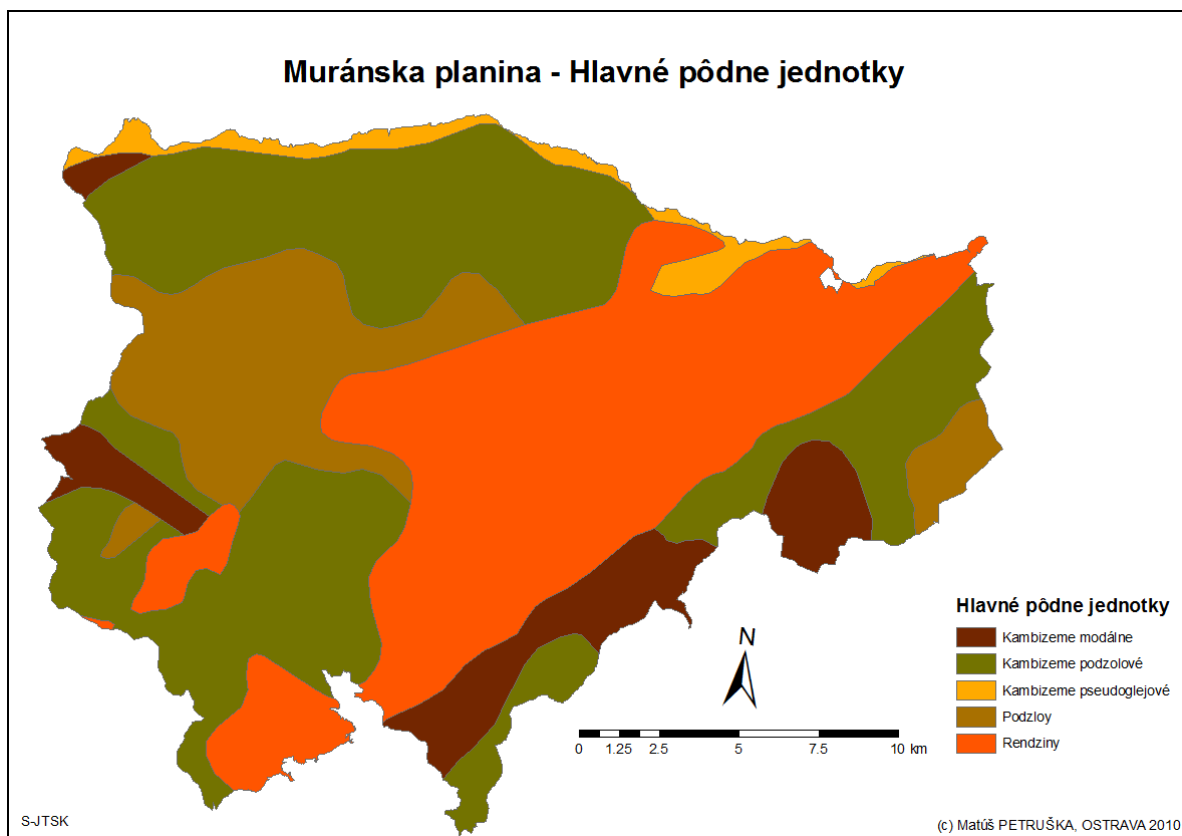 Muránska planina - Hlavné pôdne jednotky
Hlavné pôdne jednotky
Kambizeme modálne
Kambizeme podzolové
Kambizeme pseudoglejové
Podzloy
Rendziny
N
0 1.25 2.5 5 7.5 10 km
S-JTSK
(c) Matúš PETRUŠKA, OSTRAVA 2010